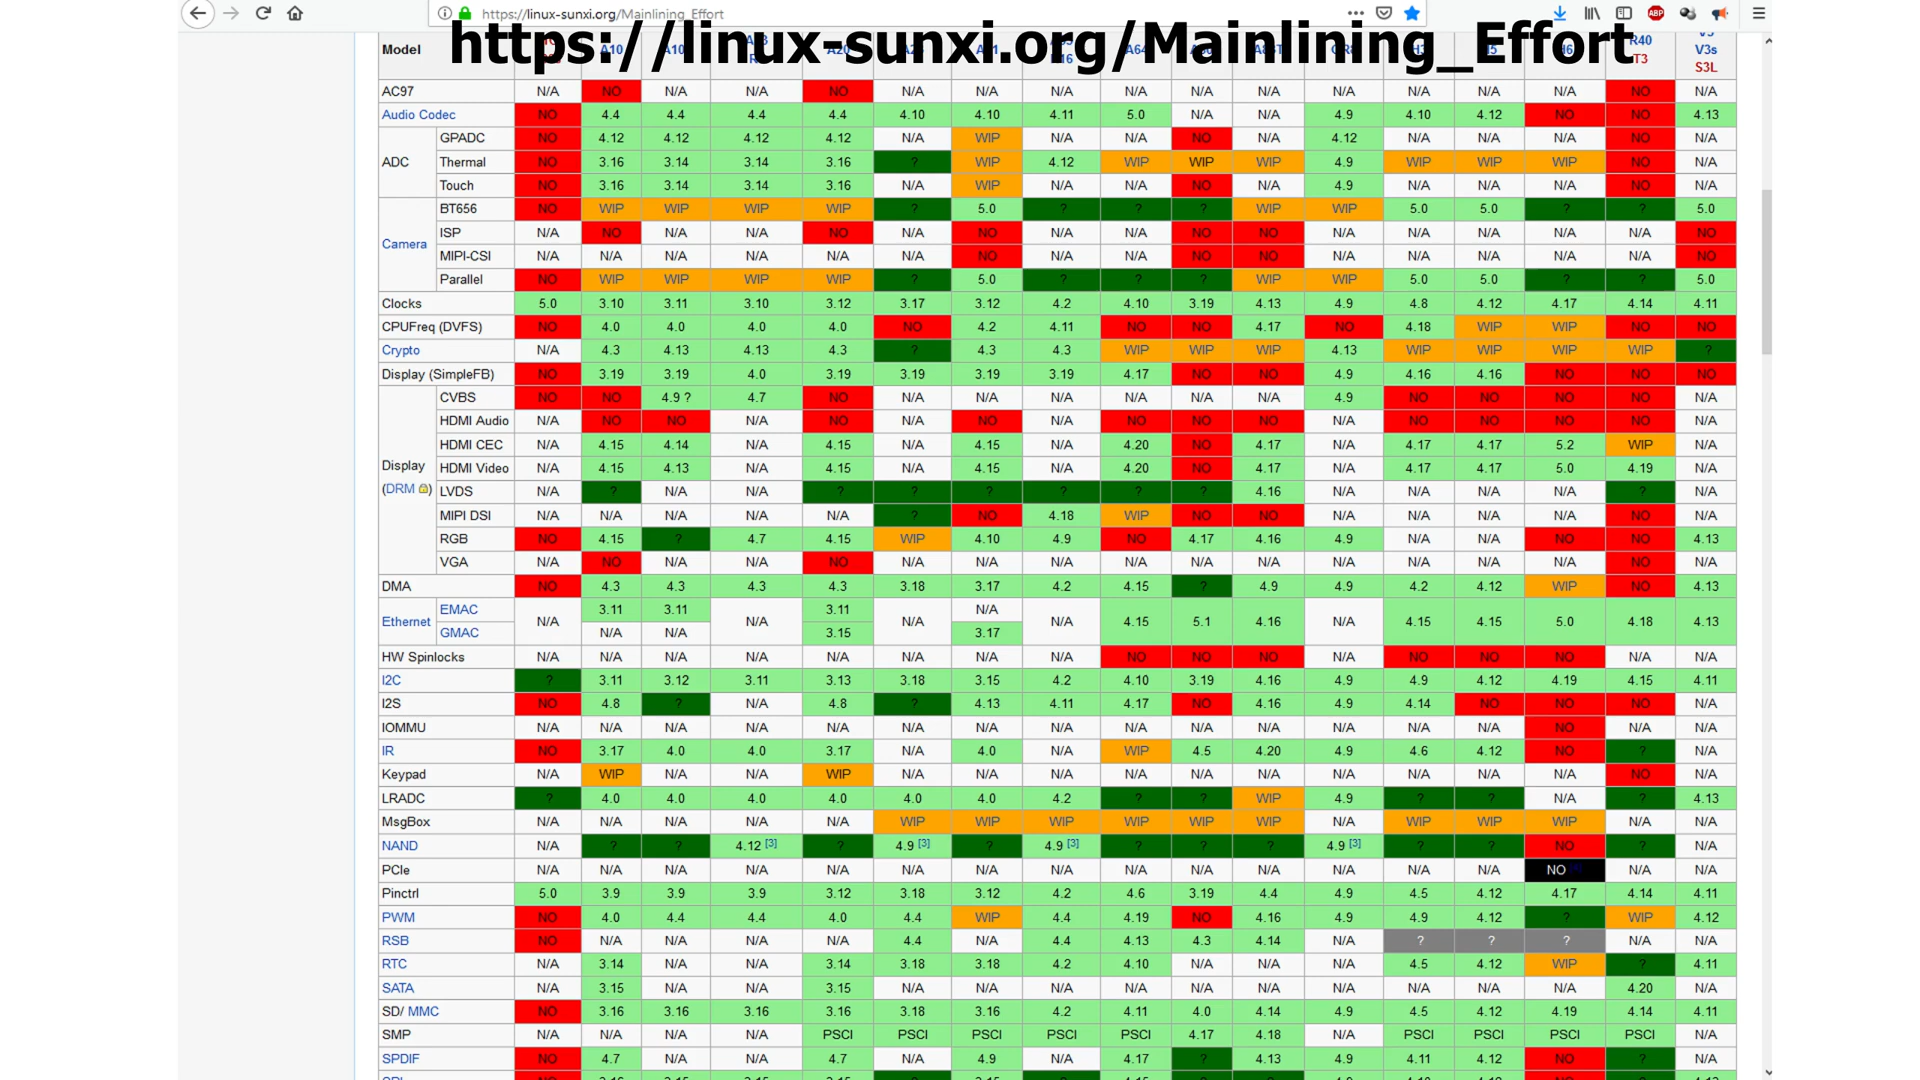 https://linux-sunxi.org/Mainlining_Effort
https://linux-sunxi.org/Mainlining_Effort
Model A10 A20 A64 R40 T3 V3s S3L
AC97 N/A NO N/A N/A NO N/A N/A N/A N/A N/A N/A N/A N/A N/A N/A NO N/A
Audio Codec NO 4.4 4.4 4.4 4.4 4.10 4.10 4.11 5.0 N/A N/A 4.9 4.10 4.12 NO NO 4.13
ADC
GPADC NO 4.12 4.12 4.12 4.12 N/A WIP N/A N/A NO N/A 4.12 N/A N/A N/A NO N/A
Thermal NO 3.16 3.14 3.14 3.16 ? WIP 4.12 WIP WIP WIP 4.9 WIP WIP WIP NO N/A
Touch NO 3.16 3.14 3.14 3.16 N/A WIP N/A N/A NO N/A 4.9 N/A N/A N/A NO N/A
Camera
BT656 NO WIP WIP WIP WIP ? 5.0 ? ? ? WIP WIP 5.0 5.0 ? ? 5.0
ISP N/A NO N/A N/A NO N/A NO N/A N/A NO NO N/A N/A N/A N/A N/A NO
MIPI-CSI N/A N/A N/A N/A N/A N/A NO N/A N/A NO NO N/A N/A N/A N/A N/A NO
Parallel NO WIP WIP WIP WIP ? 5.0 ? ? ? WIP WIP 5.0 5.0 ? ? 5.0
Clocks 5.0 3.10 3.11 3.10 3.12 3.17 3.12 4.2 4.10 3.19 4.13 4.9 4.8 4.12 4.17 4.14 4.11
CPUFreq (DVFS) NO 4.0 4.0 4.0 4.0 NO 4.2 4.11 NO NO 4.17 NO 4.18 WIP WIP NO NO
Crypto N/A 4.3 4.13 4.13 4.3 ? 4.3 4.3 WIP WIP WIP 4.13 WIP WIP WIP WIP ?
Display (SimpleFB) NO 3.19 3.19 4.0 3.19 3.19 3.19 3.19 4.17 NO NO 4.9 4.16 4.16 NO NO NO
Display
(DRM)
CVBS NO NO 4.9 ? 4.7 NO N/A N/A N/A N/A N/A N/A 4.9 NO NO NO NO N/A
HDMI Audio N/A NO NO N/A NO N/A NO N/A NO NO NO N/A NO NO NO NO N/A
HDMI CEC N/A 4.15 4.14 N/A 4.15 N/A 4.15 N/A 4.20 NO 4.17 N/A 4.17 4.17 5.2 WIP N/A
HDMI Video N/A 4.15 4.13 N/A 4.15 N/A 4.15 N/A 4.20 NO 4.17 N/A 4.17 4.17 5.0 4.19 N/A
LVDS N/A ? N/A N/A ? ? ? ? ? ? 4.16 N/A N/A N/A N/A ? N/A
MIPI DSI N/A N/A N/A N/A N/A ? NO 4.18 WIP NO NO N/A N/A N/A N/A NO N/A
RGB NO 4.15 ? 4.7 4.15 WIP 4.10 4.9 NO 4.17 4.16 4.9 N/A N/A NO NO 4.13
VGA N/A NO N/A N/A NO N/A N/A N/A N/A N/A N/A N/A N/A N/A N/A NO N/A
DMA NO 4.3 4.3 4.3 4.3 3.18 3.17 4.2 4.15 ? 4.9 4.9 4.2 4.12 WIP NO 4.13
Ethernet
EMAC 3.11 3.11 3.11 N/A
N/A N/A N/A N/A 4.15 5.1 4.16 N/A 4.15 4.15 5.0 4.18 4.13
GMAC N/A N/A 3.15 3.17
HW Spinlocks N/A N/A N/A N/A N/A N/A N/A N/A NO NO NO N/A NO NO NO N/A N/A
I2C ? 3.11 3.12 3.11 3.13 3.18 3.15 4.2 4.10 3.19 4.16 4.9 4.9 4.12 4.19 4.15 4.11
I2S NO 4.8 ? N/A 4.8 ? 4.13 4.11 4.17 NO 4.16 4.9 4.14 NO NO NO N/A
IOMMU N/A N/A N/A N/A N/A N/A N/A N/A N/A N/A N/A N/A N/A N/A NO N/A N/A
IR NO 3.17 4.0 4.0 3.17 N/A 4.0 N/A WIP 4.5 4.20 4.9 4.6 4.12 NO ? N/A
Keypad N/A WIP N/A N/A WIP N/A N/A N/A N/A N/A N/A N/A N/A N/A N/A NO N/A
LRADC ? 4.0 4.0 4.0 4.0 4.0 4.0 4.2 ? ? WIP 4.9 ? ? N/A ? 4.13
MsgBox N/A N/A N/A N/A N/A WIP WIP WIP WIP WIP WIP N/A WIP WIP WIP N/A N/A
NAND N/A ? ? 4.12 [3] ? 4.9 [3] ? 4.9 [3] ? ? ? 4.9 [3] ? ? NO ? N/A
PCIe N/A N/A N/A N/A N/A N/A N/A N/A N/A N/A N/A N/A N/A N/A NO N/A N/A
Pinctrl 5.0 3.9 3.9 3.9 3.12 3.18 3.12 4.2 4.6 3.19 4.4 4.9 4.5 4.12 4.17 4.14 4.11
PWM NO 4.0 4.4 4.4 4.0 4.4 WIP 4.4 4.19 NO 4.16 4.9 4.9 4.12 ? WIP 4.12
RSB NO N/A N/A N/A N/A 4.4 N/A 4.4 4.13 4.3 4.14 N/A ? ? ? N/A N/A
RTC N/A 3.14 N/A N/A 3.14 3.18 3.18 4.2 4.10 N/A N/A N/A 4.5 4.12 WIP ? 4.11
SATA N/A 3.15 N/A N/A 3.15 N/A N/A N/A N/A N/A N/A N/A N/A N/A N/A 4.20 N/A
SD/ MMC NO 3.16 3.16 3.16 3.16 3.18 3.16 4.2 4.11 4.0 4.14 4.9 4.5 4.12 4.19 4.14 4.11
SMP N/A N/A N/A N/A PSCI PSCI PSCI PSCI PSCI 4.17 4.18 N/A PSCI PSCI PSCI PSCI N/A
SPDIF NO 4.7 N/A N/A 4.7 N/A 4.9 N/A 4.17 ? 4.13 4.9 4.11 4.12 NO ? N/A